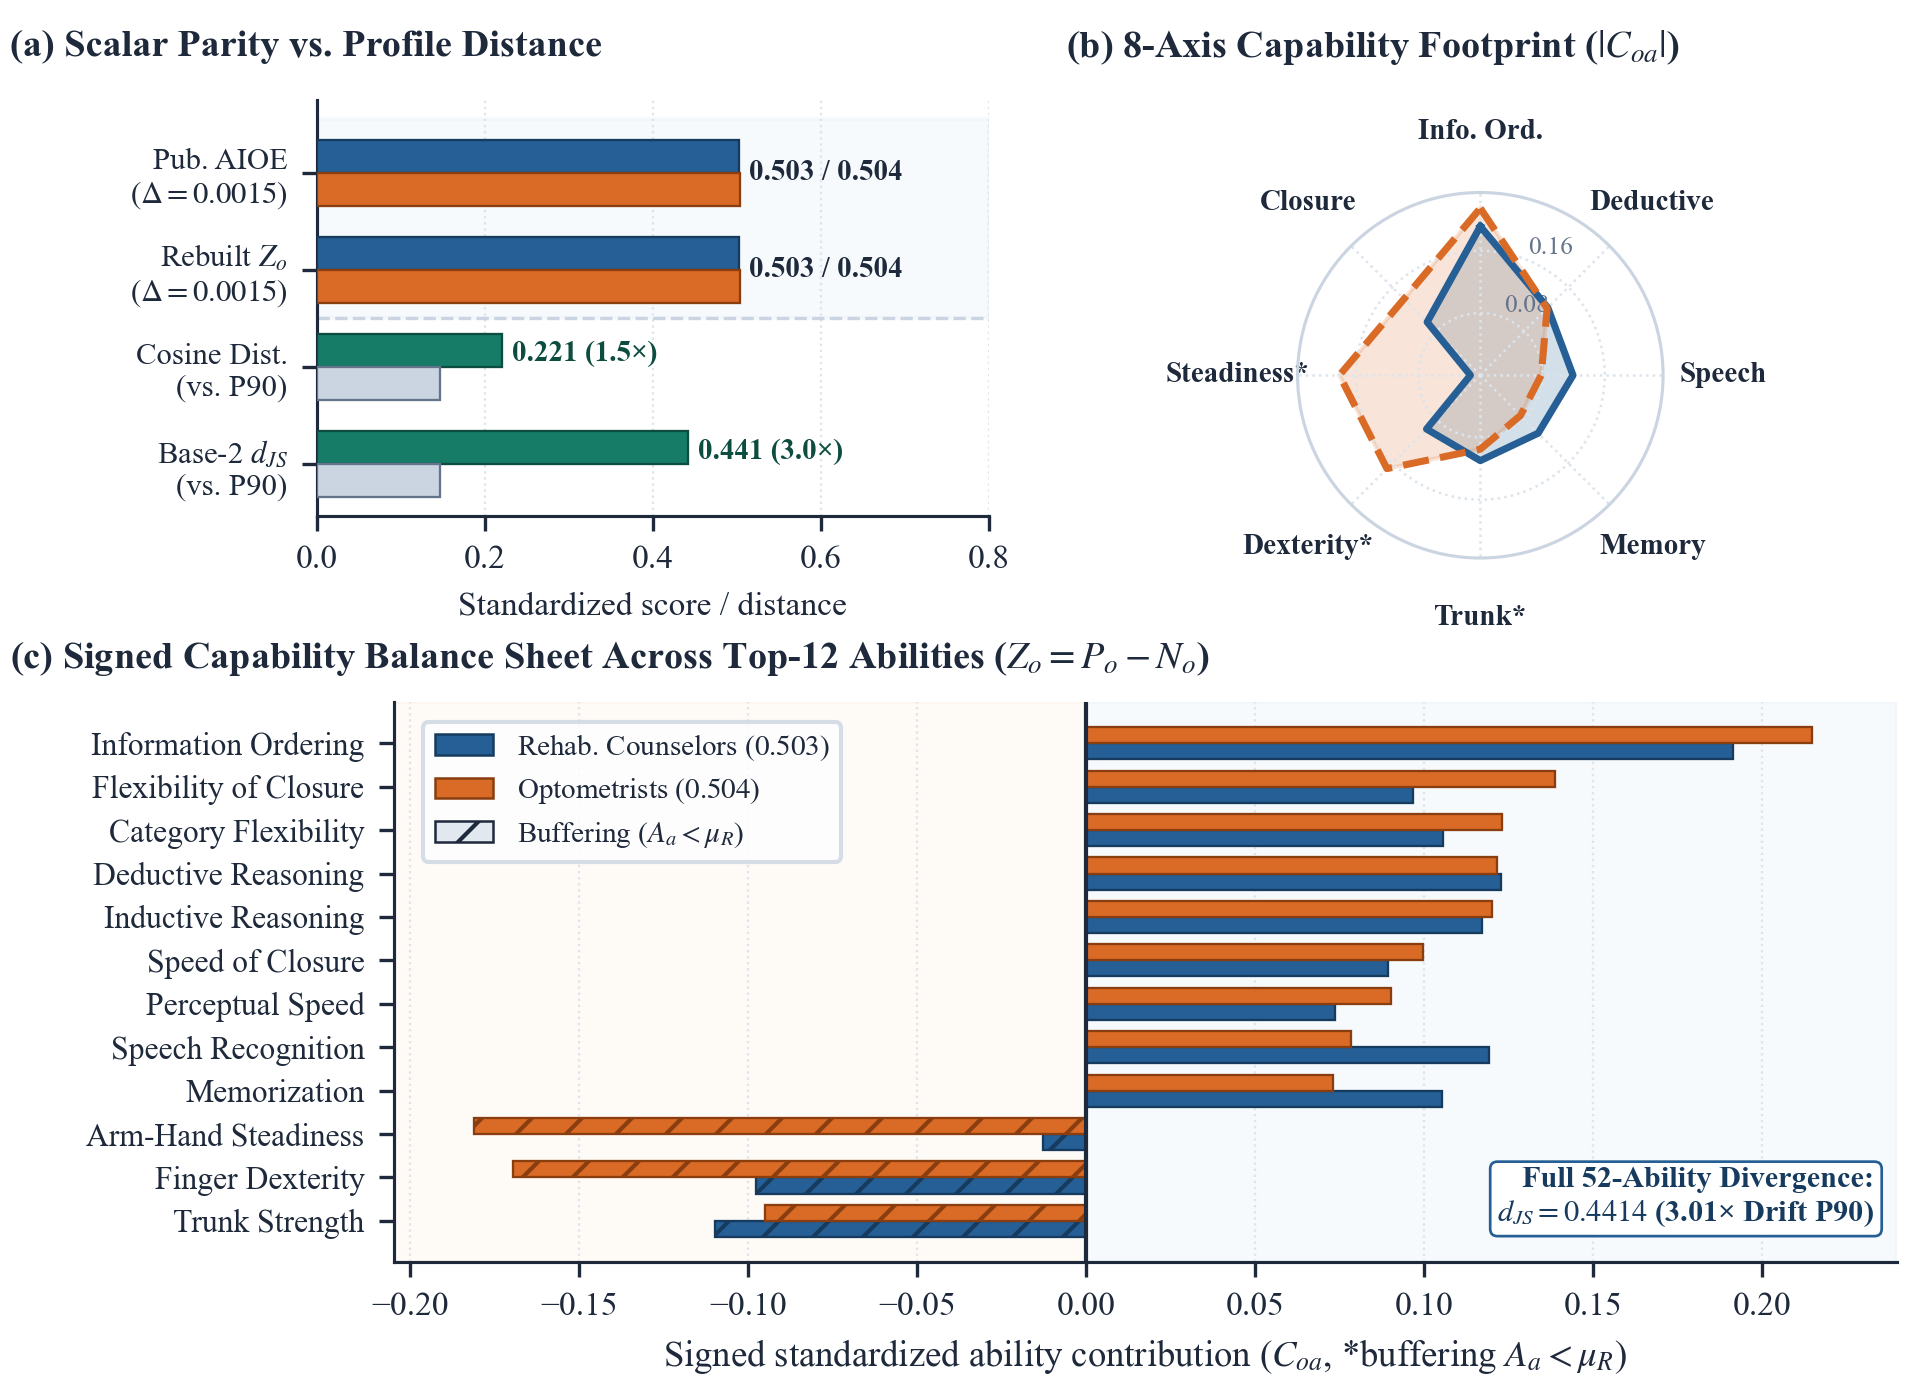 (a) Scalar Parity vs. Profile Distance
Pub. AIOE
(Δ = 0.0015)
Rebuilt Zₒ
(Δ = 0.0015)
Cosine Dist.
(vs. P90)
Base-2 d_JS
(vs. P90)
0.503 / 0.504
0.503 / 0.504
0.221 (1.5×)
0.441 (3.0×)
0.0 0.2 0.4 0.6 0.8
Standardized score / distance
(b) 8-Axis Capability Footprint (|C_oa|)
Info. Ord.
Closure
Deductive
0.16
0.08
Steadiness*
Speech
Dexterity*
Memory
Trunk*
(c) Signed Capability Balance Sheet Across Top-12 Abilities (Zₒ = Pₒ − Nₒ)
Rehab. Counselors (0.503)
Optometrists (0.504)
Buffering (A_a < μ_R)
Information Ordering
Flexibility of Closure
Category Flexibility
Deductive Reasoning
Inductive Reasoning
Speed of Closure
Perceptual Speed
Speech Recognition
Memorization
Arm-Hand Steadiness
Finger Dexterity
Trunk Strength
Full 52-Ability Divergence:
d_JS = 0.4414 (3.01× Drift P90)
−0.20 −0.15 −0.10 −0.05 0.00 0.05 0.10 0.15 0.20
Signed standardized ability contribution (C_oa, *buffering A_a < μ_R)